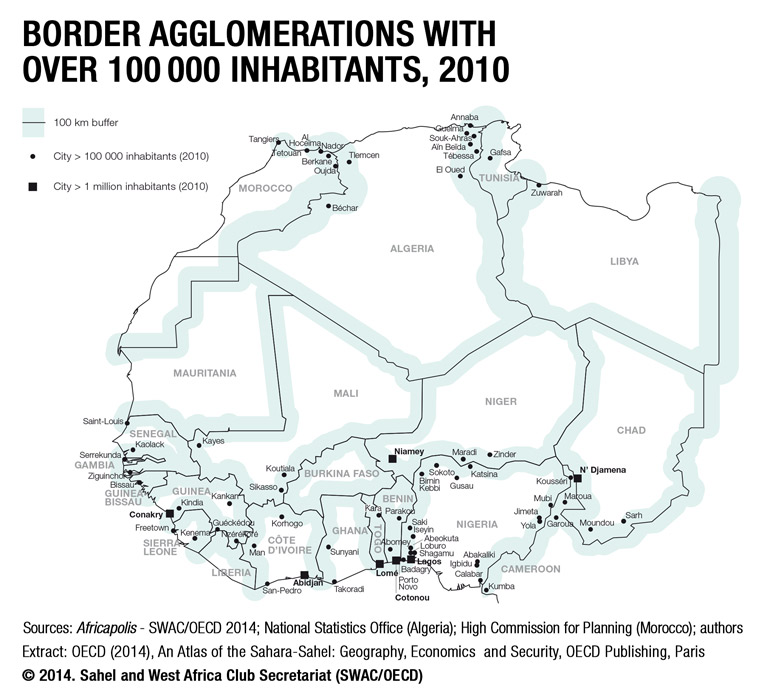 BORDER AGGLOMERATIONS WITH
OVER 100 000 INHABITANTS, 2010
100 km buffer
City > 100 000 inhabitants (2010)
City > 1 million inhabitants (2010)
Annaba
Guelma
Souk-Ahras
Aïn Beïda
Tébessa
Gafsa
El Oued
TUNISIA
Zuwarah
Tangiers
Al
Hoceima
Nador
Tetouan
Berkane
Oujda
Tlemcen
MOROCCO
Béchar
ALGERIA
LIBYA
MAURITANIA
MALI
NIGER
CHAD
Saint-Louis
SENEGAL
Kaolack
Kayes
Serrekunda
GAMBIA
Ziguinchor
Bissau
GUINEA
BISSAU
GUINEA
Kindia
Kankan
Conakry
Freetown
Kenema
SIERRA
LEONE
Guéckédou
Nzérékoré
Man
LIBERIA
Koutiala
Sikasso
BURKINA FASO
Korhogo
CÔTE
D'IVOIRE
GHANA
Sunyani
Abidjan
San-Pedro
Takoradi
Niamey
Maradi
Zinder
Sokoto
Katsina
Birnin
Kebbi
Gusau
BENIN
Kara
Parakou
TOGO
Saki
Iseyin
Abomey
Abeokuta
Loburo
Shagamu
Lagos
Lomé
Badagry
Porto
Novo
Cotonou
NIGERIA
N' Djamena
Kousséri
Mubi
Maroua
Jimeta
Yola
Garoua
Moundou
Sarh
Abakaliki
Igbidu
Calabar
CAMEROON
Kumba
Sources: Africapolis - SWAC/OECD 2014; National Statistics Office (Algeria); High Commission for Planning (Morocco); authors
Extract: OECD (2014), An Atlas of the Sahara-Sahel: Geography, Economics and Security, OECD Publishing, Paris
© 2014. Sahel and West Africa Club Secretariat (SWAC/OECD)